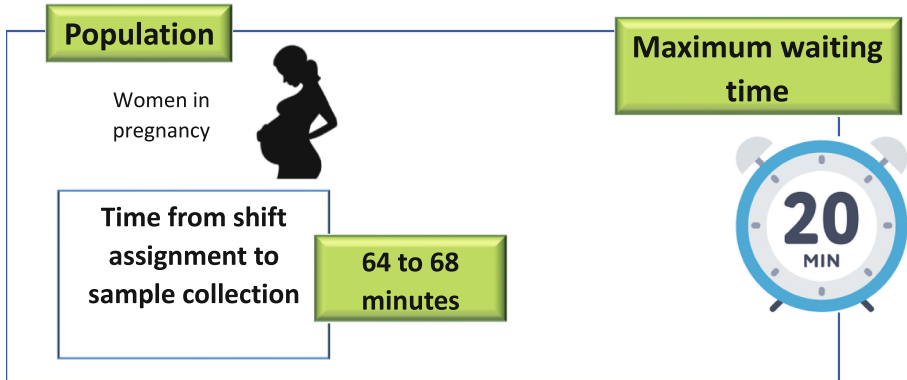 Population
Maximum waiting
time
Women in
pregnancy
20
MIN
Time from shift
assignment to
sample collection
64 to 68
minutes